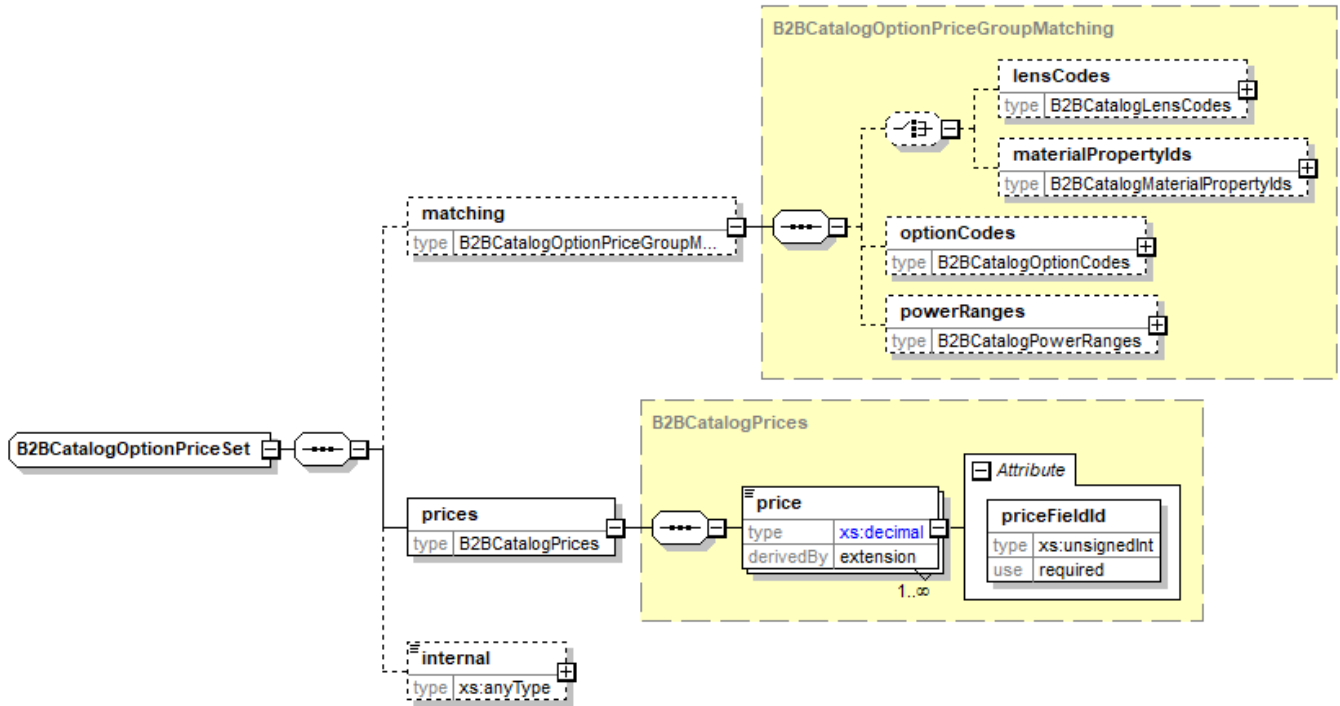 B2BCatalogOptionPriceGroupMatching
lensCodes
type B2BCatalogLensCodes
materialPropertyIds
type B2BCatalogMaterialPropertyIds
matching
type B2BCatalogOptionPriceGroupM...
optionCodes
type B2BCatalogOptionCodes
powerRanges
type B2BCatalogPowerRanges
B2BCatalogOptionPriceSet
B2BCatalogPrices
prices
type B2BCatalogPrices
price
type xs:decimal
derivedBy extension
1..∞
Attribute
priceFieldId
type xs:unsignedInt
use required
internal
type xs:anyType